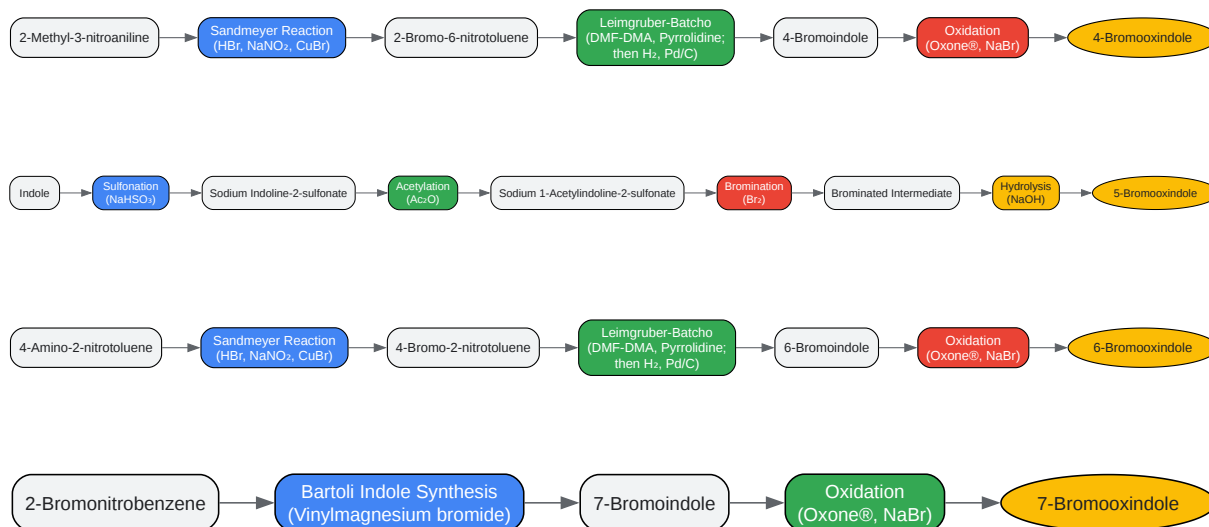 2-Methyl-3-nitroaniline
Sandmeyer Reaction
(HBr, NaNO₂, CuBr)
2-Bromo-6-nitrotoluene
Leimgruber-Batcho
(DMF-DMA, Pyrrolidine;
then H₂, Pd/C)
4-Bromoindole
Oxidation
(Oxone®, NaBr)
4-Bromooxindole
Indole
Sulfonation
(NaHSO₃)
Sodium Indoline-2-sulfonate
Acetylation
(Ac₂O)
Sodium 1-Acetylindoline-2-sulfonate
Bromination
(Br₂)
Brominated Intermediate
Hydrolysis
(NaOH)
5-Bromooxindole
4-Amino-2-nitrotoluene
Sandmeyer Reaction
(HBr, NaNO₂, CuBr)
4-Bromo-2-nitrotoluene
Leimgruber-Batcho
(DMF-DMA, Pyrrolidine;
then H₂, Pd/C)
6-Bromoindole
Oxidation
(Oxone®, NaBr)
6-Bromooxindole
2-Bromonitrobenzene
Bartoli Indole Synthesis
(Vinylmagnesium bromide)
7-Bromoindole
Oxidation
(Oxone®, NaBr)
7-Bromooxindole